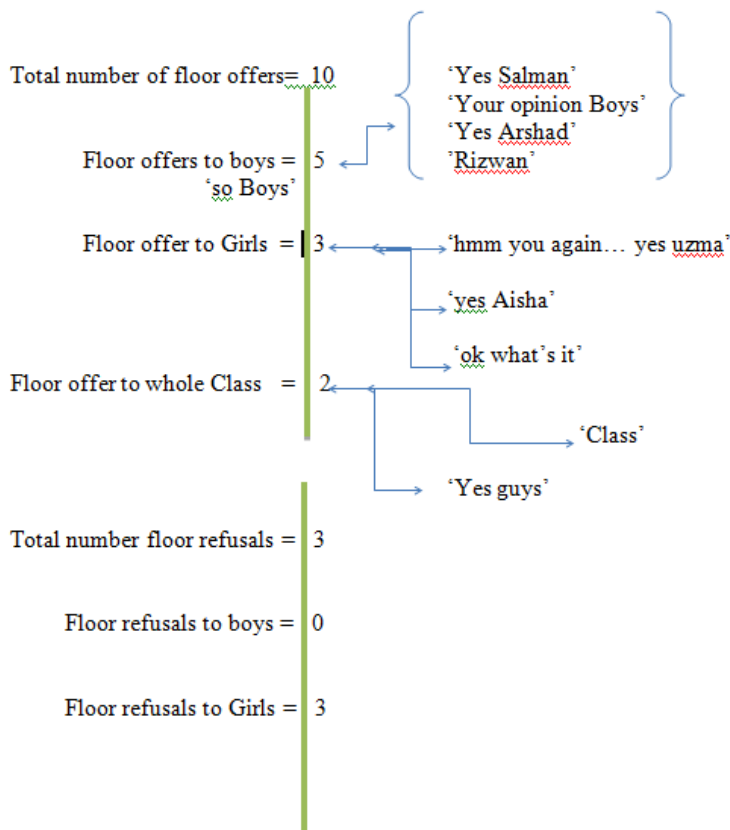 Total number of floor offers= 10
‘Yes Salman’
‘Your opinion Boys’
‘Yes Arshad’
’Rizwan’
Floor offers to boys = 5
‘so Boys’
Floor offer to Girls = 3
‘hmm you again… yes uzma’
‘yes Aisha’
‘ok what’s it’
Floor offer to whole Class = 2
‘Class’
‘Yes guys’
Total number floor refusals = 3
Floor refusals to boys = 0
Floor refusals to Girls = 3